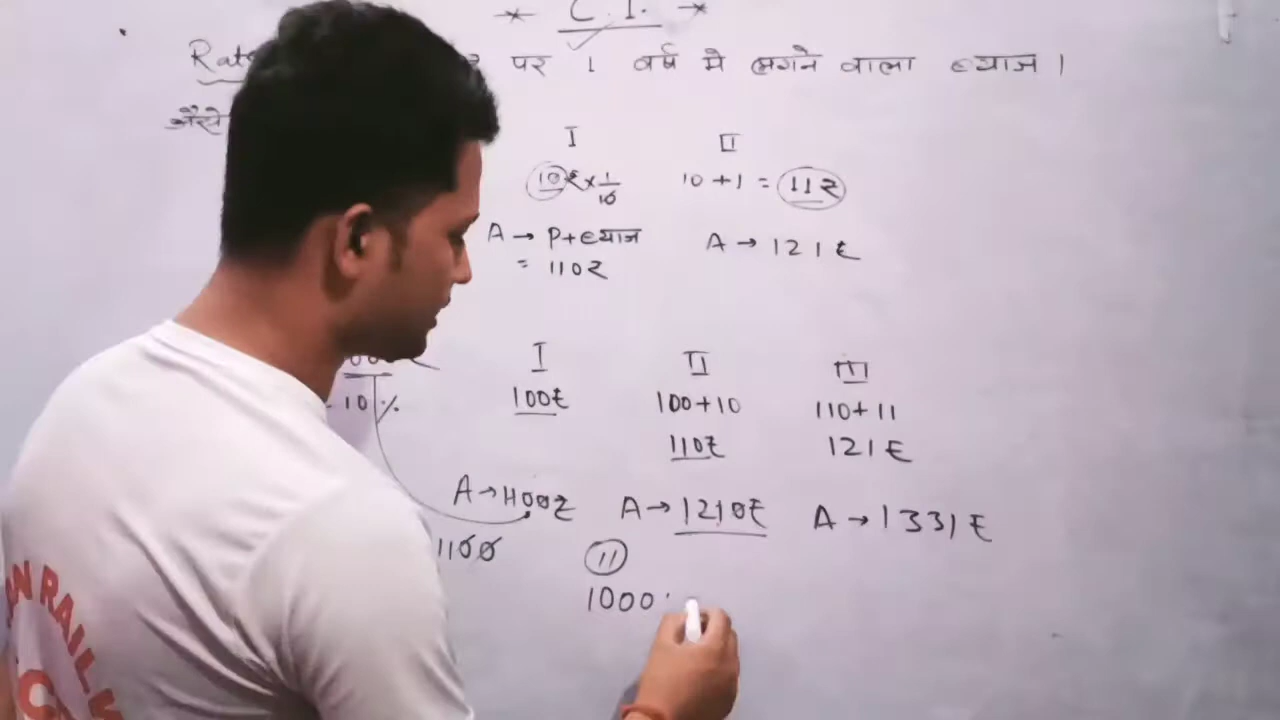 C.I.
Rate पर 1 वर्ष मे लगने वाला ब्याज ।
जैसे
I II
10₹×1/10 10+1 = 11₹
A → P+ब्याज A → 121₹
= 110₹
I II III
10% 100₹ 100+10 110+11
110₹ 121₹
A → 1100₹ A → 1210₹ A → 1331₹
1100 11
1000